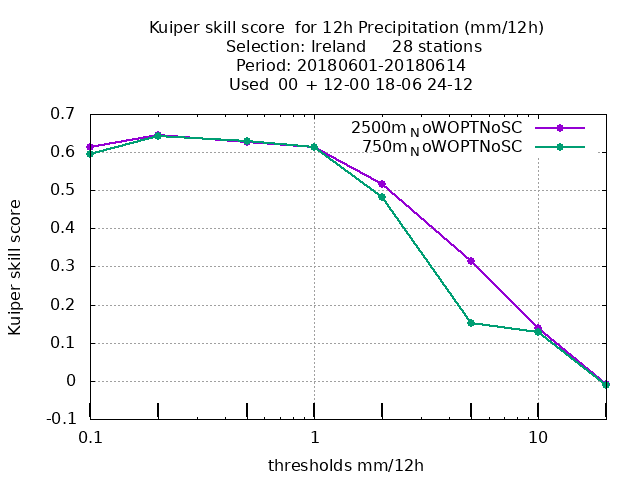 Kuiper skill score  for 12h Precipitation (mm/12h)
Selection: Ireland     28 stations
Period: 20180601-20180614
Used  00 + 12-00 18-06 24-12
2500m_NoWOPTNoSC
750m_NoWOPTNoSC
0.7
0.6
0.5
0.4
0.3
0.2
0.1
0
-0.1
Kuiper skill score
0.1
1
10
thresholds mm/12h